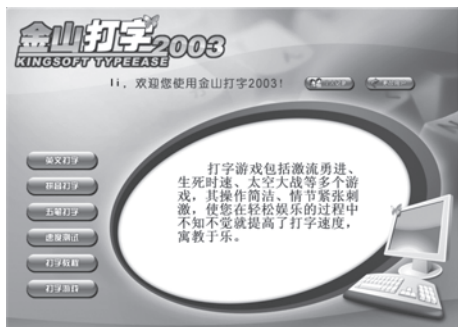 金山打字2003
KINGSOFT TYPEEASE
li，欢迎您使用金山打字2003！
英文打字
拼音打字
五笔打字
速度测试
打字教程
打字游戏
打字游戏包括激流勇进、
生死时速、太空大战等多个游
戏，其操作简洁、情节紧张刺
激，使您在轻松娱乐的过程中
不知不觉就提高了打字速度，
寓教于乐。